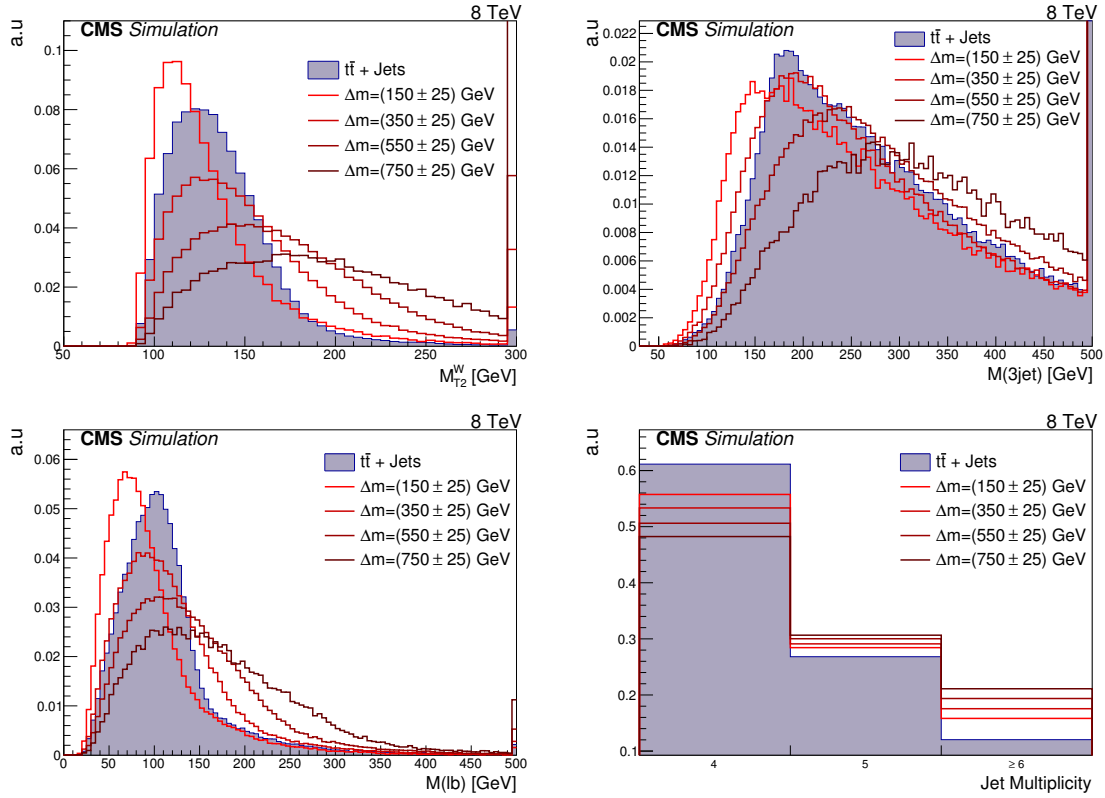 8 TeV
a.u
CMS Simulation
tt̄ + Jets
Δm=(150 ± 25) GeV
Δm=(350 ± 25) GeV
Δm=(550 ± 25) GeV
Δm=(750 ± 25) GeV
0.1
0.08
0.06
0.04
0.02
0
50 100 150 200 250 300
M^W_T2 [GeV]
8 TeV
a.u
CMS Simulation
tt̄ + Jets
Δm=(150 ± 25) GeV
Δm=(350 ± 25) GeV
Δm=(550 ± 25) GeV
Δm=(750 ± 25) GeV
0.022
0.02
0.018
0.016
0.014
0.012
0.01
0.008
0.006
0.004
0.002
0
50 100 150 200 250 300 350 400 450 500
M(3jet) [GeV]
8 TeV
a.u
CMS Simulation
tt̄ + Jets
Δm=(150 ± 25) GeV
Δm=(350 ± 25) GeV
Δm=(550 ± 25) GeV
Δm=(750 ± 25) GeV
0.06
0.05
0.04
0.03
0.02
0.01
0
0 50 100 150 200 250 300 350 400 450 500
M(lb) [GeV]
8 TeV
a.u
CMS Simulation
tt̄ + Jets
Δm=(150 ± 25) GeV
Δm=(350 ± 25) GeV
Δm=(550 ± 25) GeV
Δm=(750 ± 25) GeV
0.6
0.5
0.4
0.3
0.2
0.1
4 5 ≥ 6
Jet Multiplicity